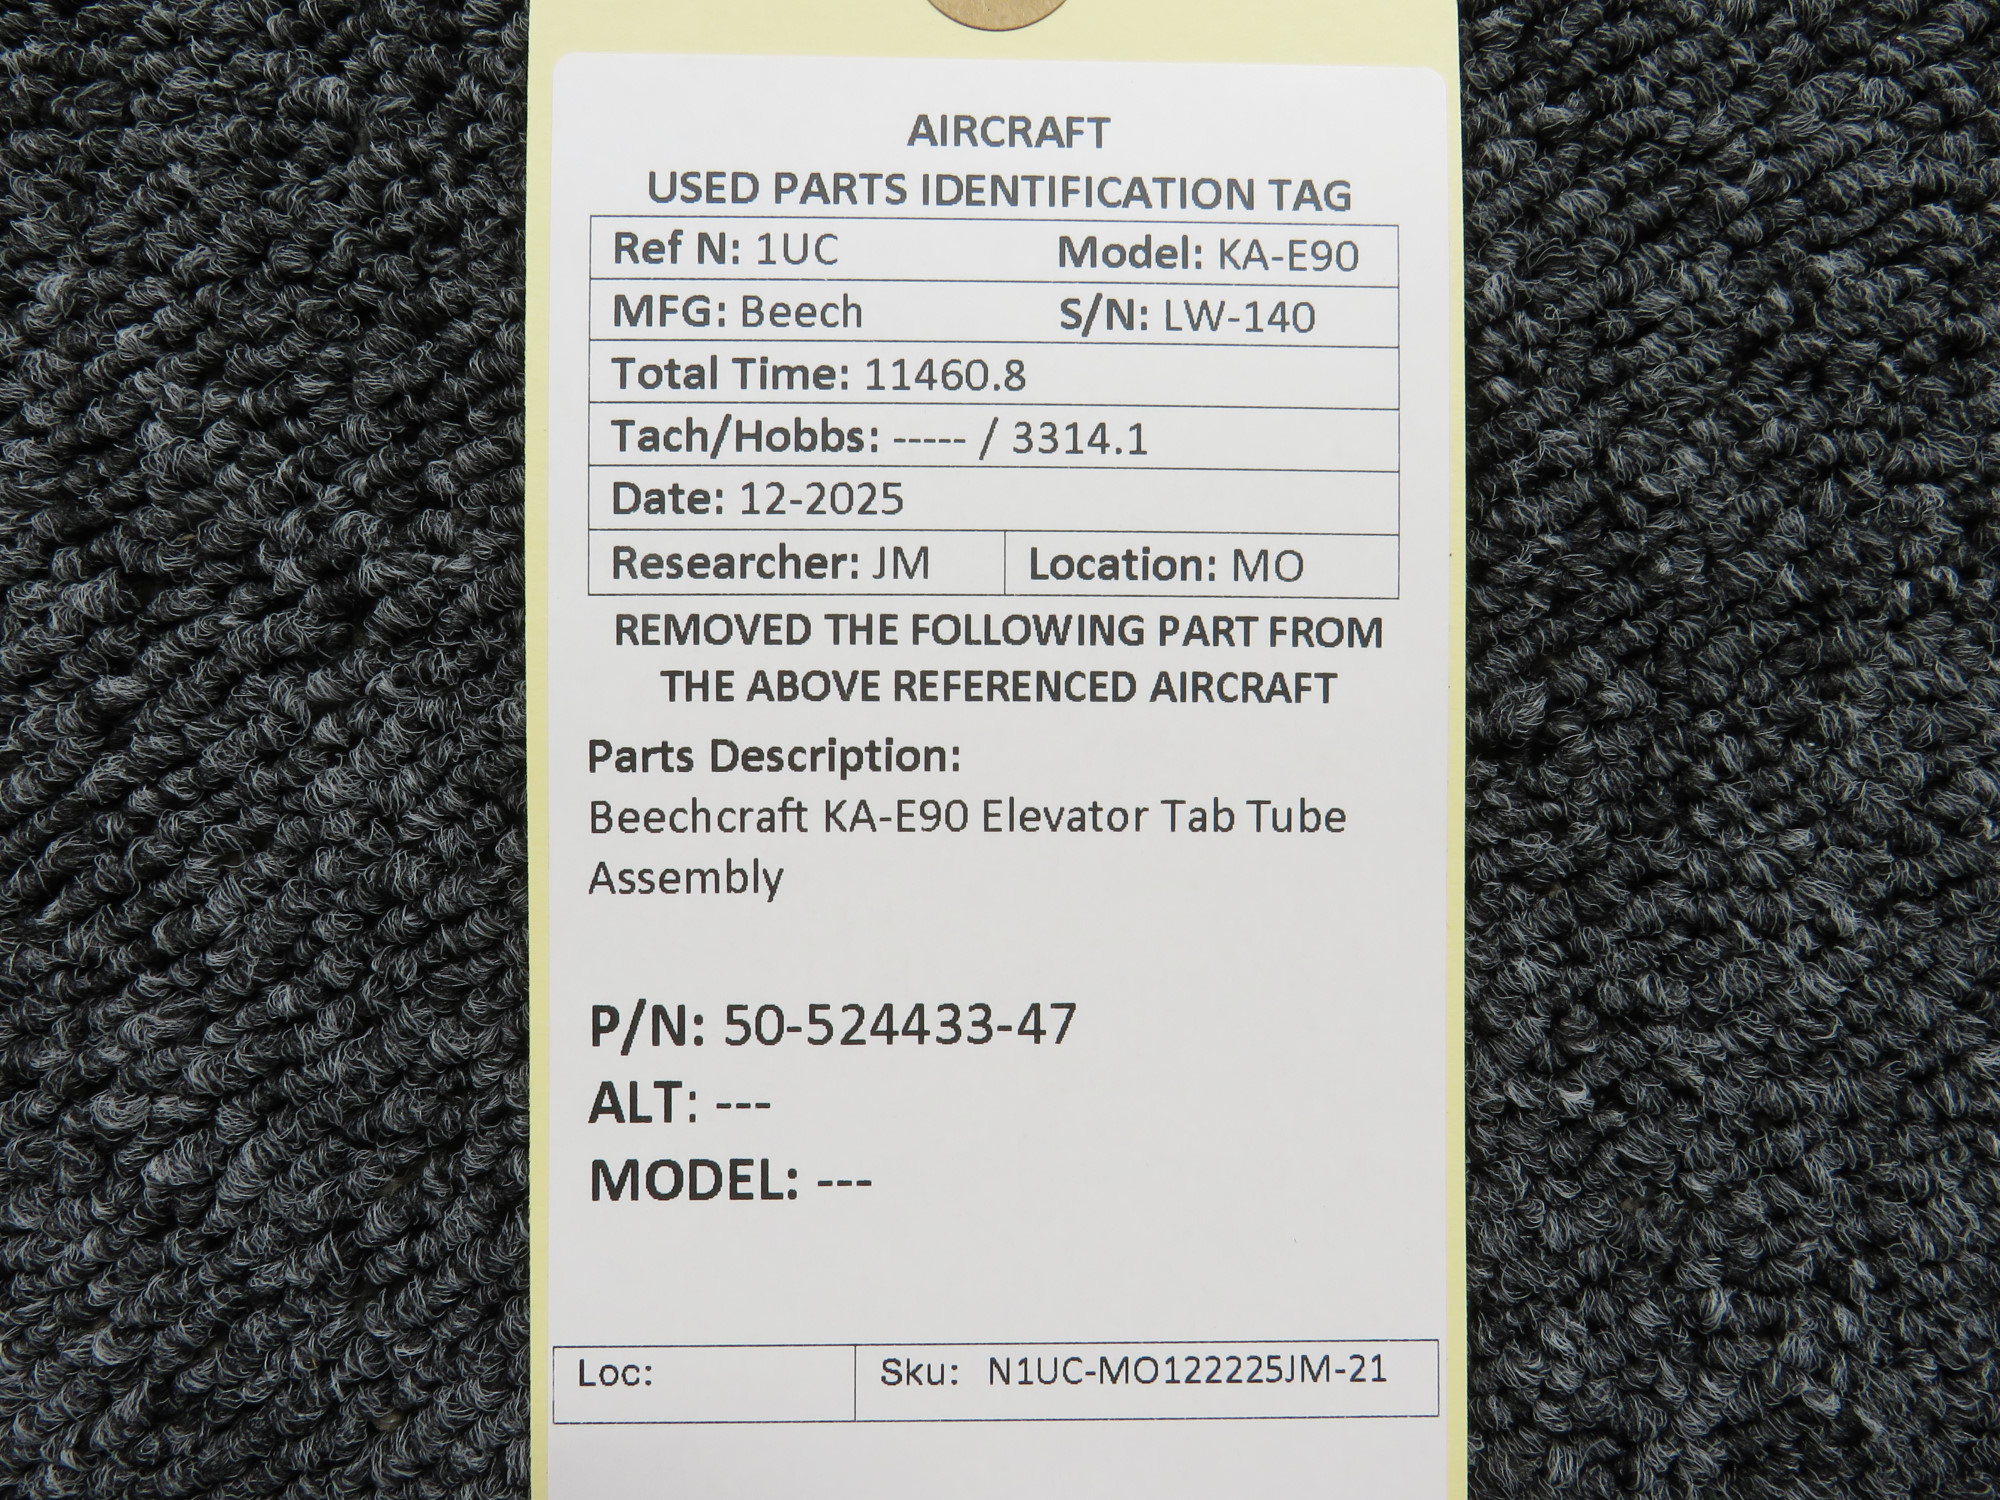 AIRCRAFT
USED PARTS IDENTIFICATION TAG
Ref N: 1UC Model: KA-E90
MFG: Beech S/N: LW-140
Total Time: 11460.8
Tach/Hobbs: ----- / 3314.1
Date: 12-2025
Researcher: JM Location: MO
REMOVED THE FOLLOWING PART FROM
THE ABOVE REFERENCED AIRCRAFT
Parts Description:
Beechcraft KA-E90 Elevator Tab Tube
Assembly
P/N: 50-524433-47
ALT: ---
MODEL: ---
Loc: Sku: N1UC-MO122225JM-21